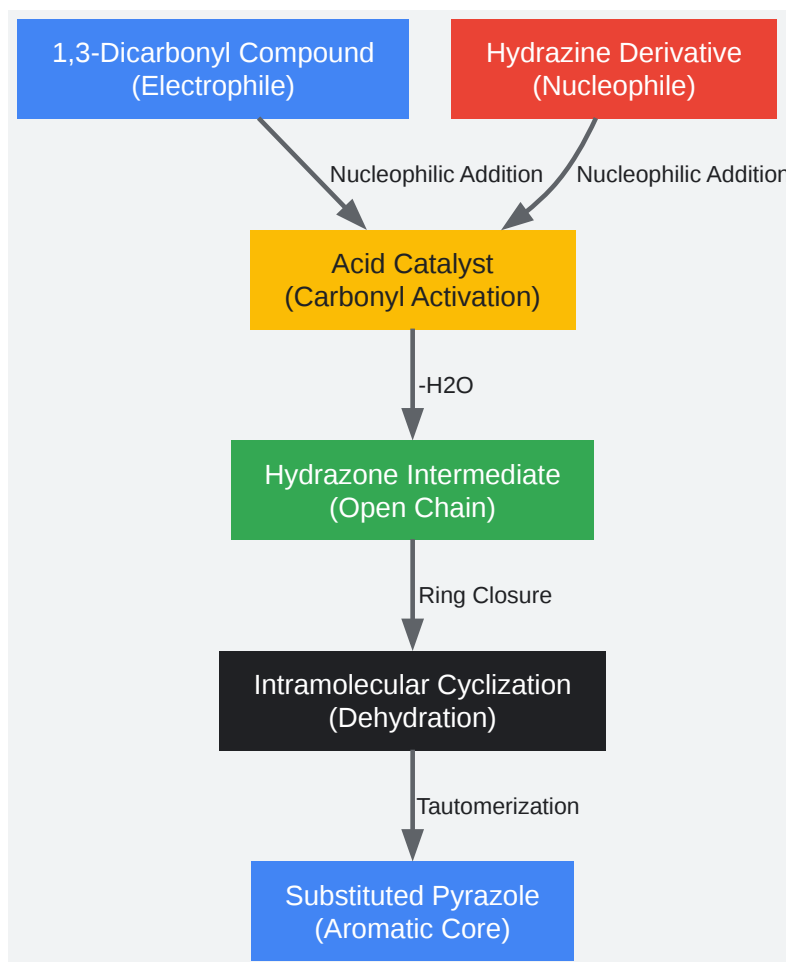 1,3-Dicarbonyl Compound
(Electrophile)
Hydrazine Derivative
(Nucleophile)
Nucleophilic Addition
Nucleophilic Addition
Acid Catalyst
(Carbonyl Activation)
-H2O
Hydrazone Intermediate
(Open Chain)
Ring Closure
Intramolecular Cyclization
(Dehydration)
Tautomerization
Substituted Pyrazole
(Aromatic Core)